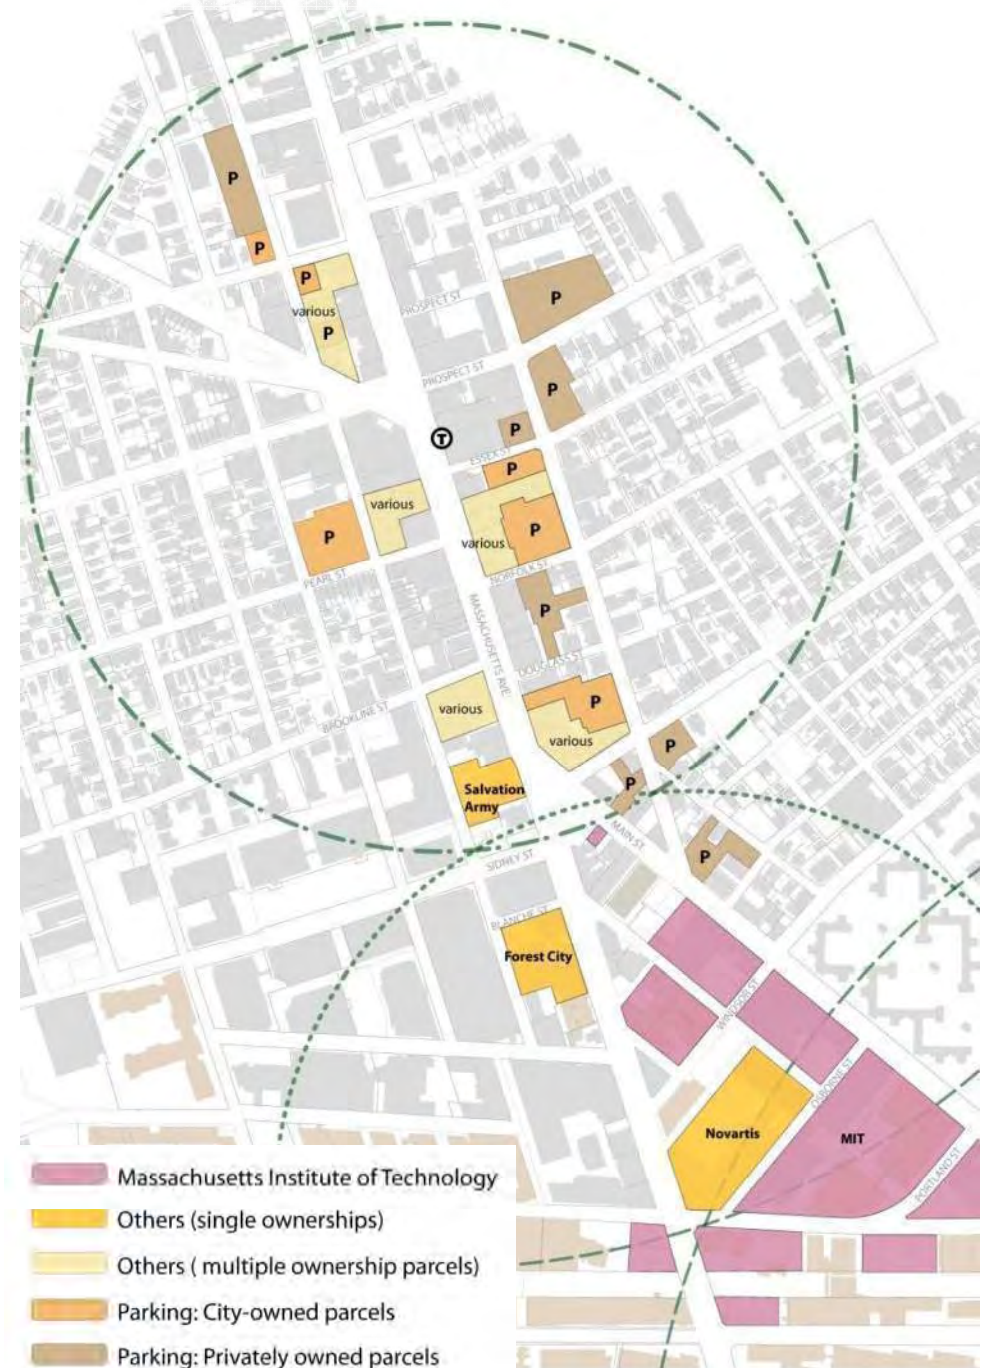 P
P
P
various
P
PROSPECT ST
P
PROSPECT ST
P
P
T
ESSEX ST
P
various
various
P
P
NORFOLK ST
PEARL ST
P
MASSACHUSETTS AVE
DOUGLASS ST
P
various
various
BROOKLINE ST
P
Salvation
Army
P
MAIN ST
SIDNEY ST
P
BLANCHE ST
Forest City
WINDSOR ST
OSBORNE ST
Novartis
MIT
PORTLAND ST
Massachusetts Institute of Technology
Others (single ownerships)
Others ( multiple ownership parcels)
Parking: City-owned parcels
Parking: Privately owned parcels